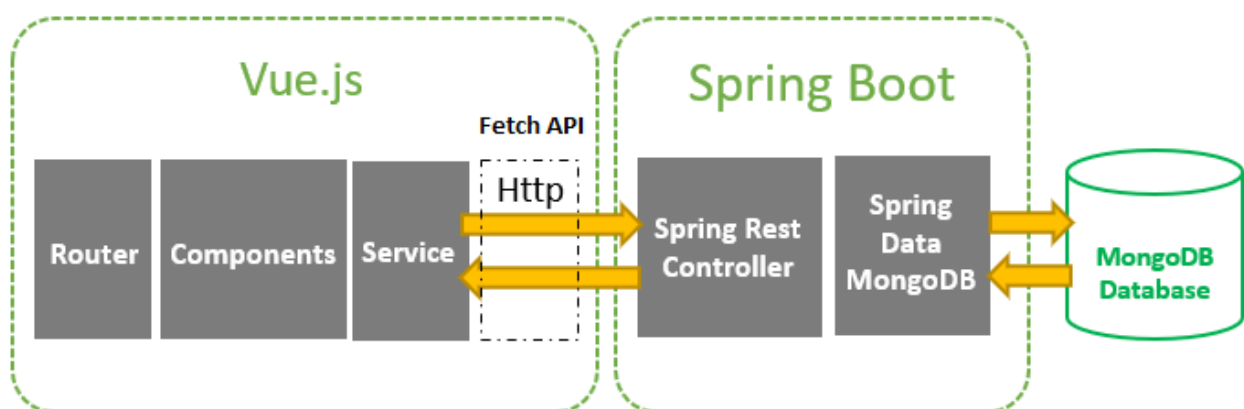 Vue.js
Fetch API
Http
Router
Components
Service
Spring Boot
Spring Rest
Controller
Spring
Data
MongoDB
MongoDB
Database